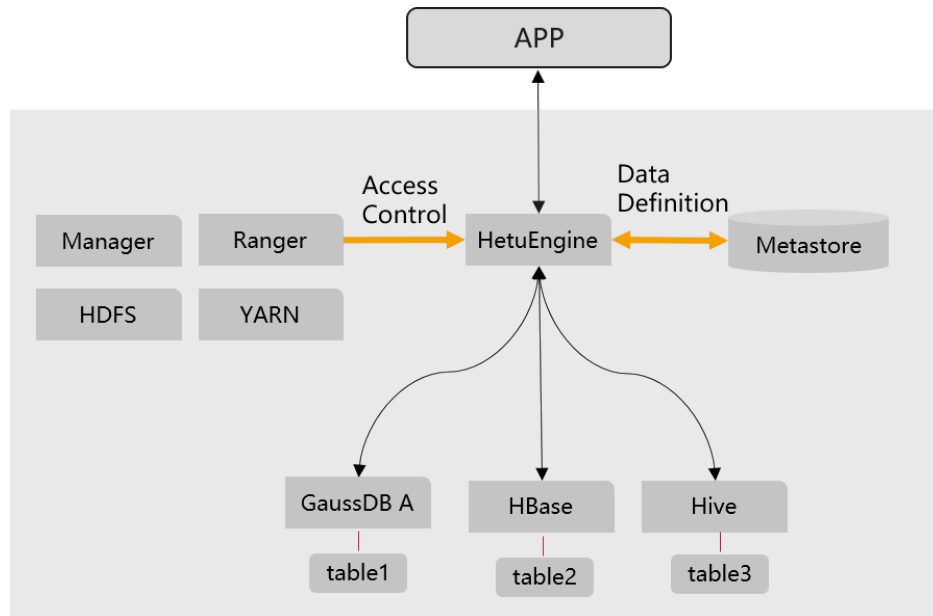 APP
Access
Control
Data
Definition
Manager
Ranger
HetuEngine
Metastore
HDFS
YARN
GaussDB A
HBase
Hive
table1
table2
table3